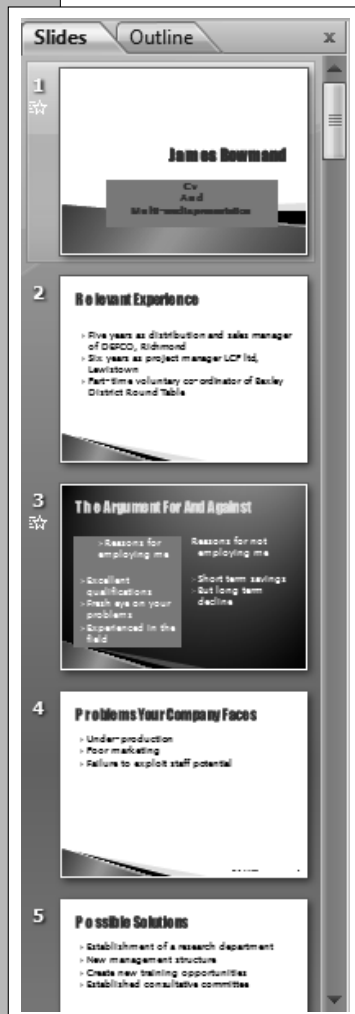 Slides Outline x
1
James Rowmand
Cv
And
Multi-media presentation
2
Relevant Experience
Five years as distribution and sales manager
of DEFCO, Richmond
Six years as project manager LCF ltd,
Lewistown
Part-time voluntary co-ordinator of Baxley
District Round Table
3
The Argument For And Against
Reasons for
employing me
Excellent
qualifications
Fresh eye on your
problems
Experienced in the
field
Reasons for not
employing me
Short term savings
But long term
decline
4
Problems Your Company Faces
Under-production
Poor marketing
Failure to exploit staff potential
5
Possible Solutions
Establishment of a research department
New management structure
Create new training opportunities
Established consultative committee